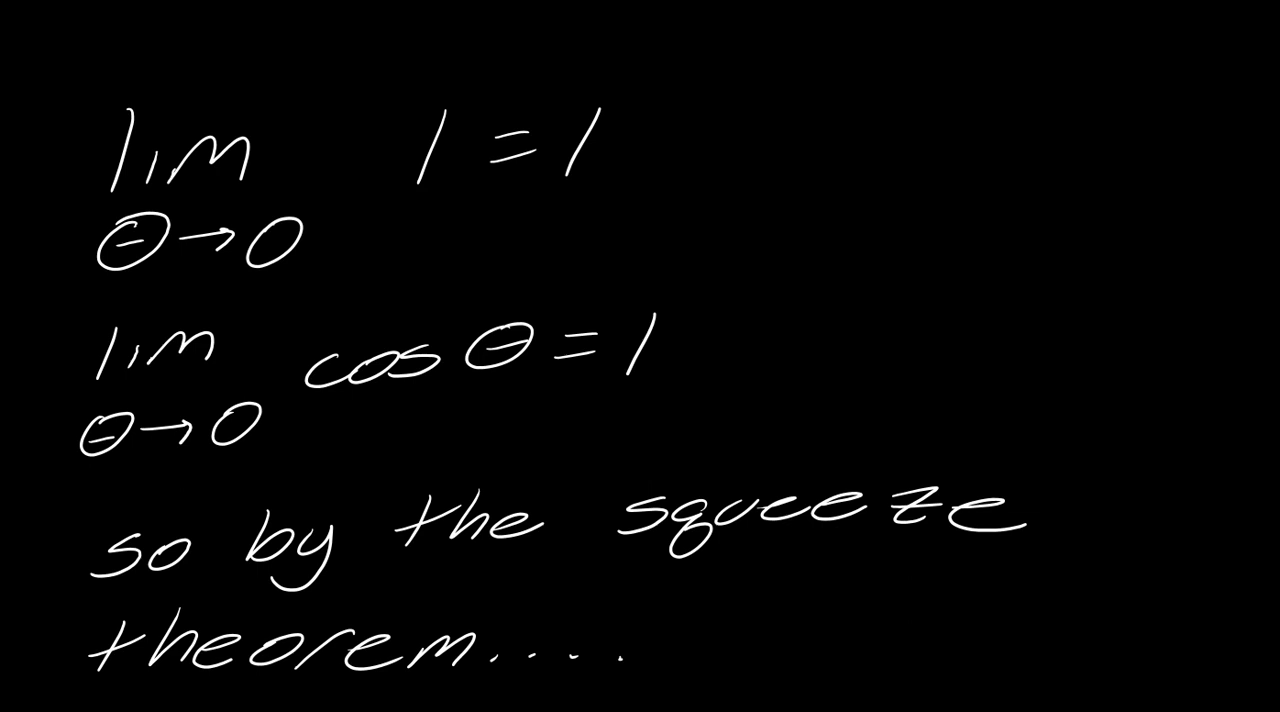 lim 1 = 1
θ→0
lim cos θ = 1
θ→0
so by the squeeze
theorem....